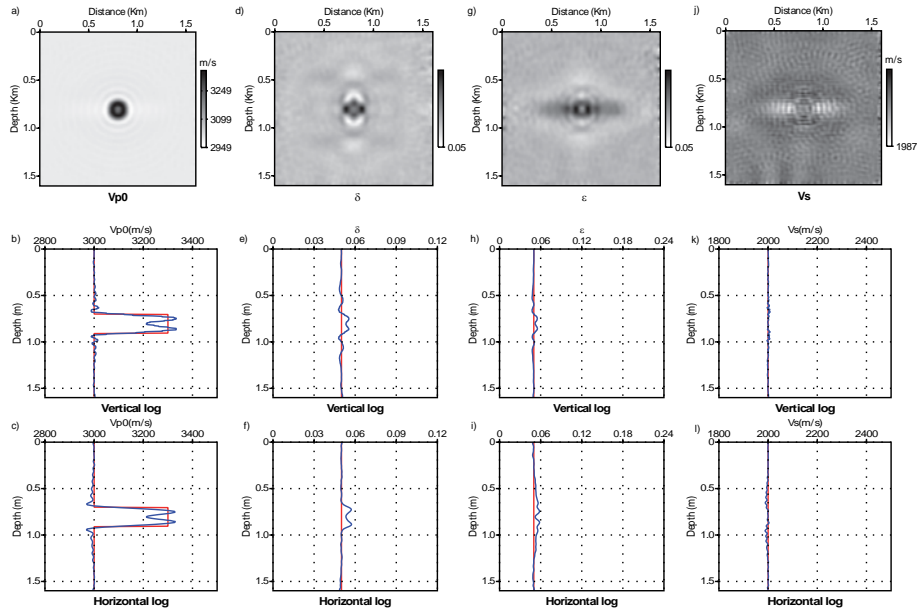 a) Distance (Km)
0 0.5 1.0 1.5
0
0.5
1.0
1.5
Depth (Km)
m/s
3249
3099
2949
Vp0
d) Distance (Km)
0 0.5 1.0 1.5
0
0.5
1.0
1.5
Depth (Km)
0.05
δ
g) Distance (Km)
0 0.5 1.0 1.5
0
0.5
1.0
1.5
Depth (Km)
0.05
ε
j) Distance (Km)
0 0.5 1.0 1.5
0
0.5
1.0
1.5
Depth (Km)
m/s
1987
Vs
b) Vp0(m/s)
2800 3000 3200 3400
0
0.5
1.0
1.5
Depth (m)
Vertical log
e) δ
0 0.03 0.06 0.09 0.12
0
0.5
1.0
1.5
Depth (m)
Vertical log
h) ε
0 0.06 0.12 0.18 0.24
0
0.5
1.0
1.5
Depth (m)
Vertical log
k) Vs(m/s)
1800 2000 2200 2400
0
0.5
1.0
1.5
Depth (m)
Vertical log
c) Vp0(m/s)
2800 3000 3200 3400
0
0.5
1.0
1.5
Depth (m)
Horizontal log
f) δ
0 0.03 0.06 0.09 0.12
0
0.5
1.0
1.5
Depth (m)
Horizontal log
i) ε
0 0.06 0.12 0.18 0.24
0
0.5
1.0
1.5
Depth (m)
Horizontal log
l) Vs(m/s)
1800 2000 2200 2400
0
0.5
1.0
1.5
Depth (m)
Horizontal log